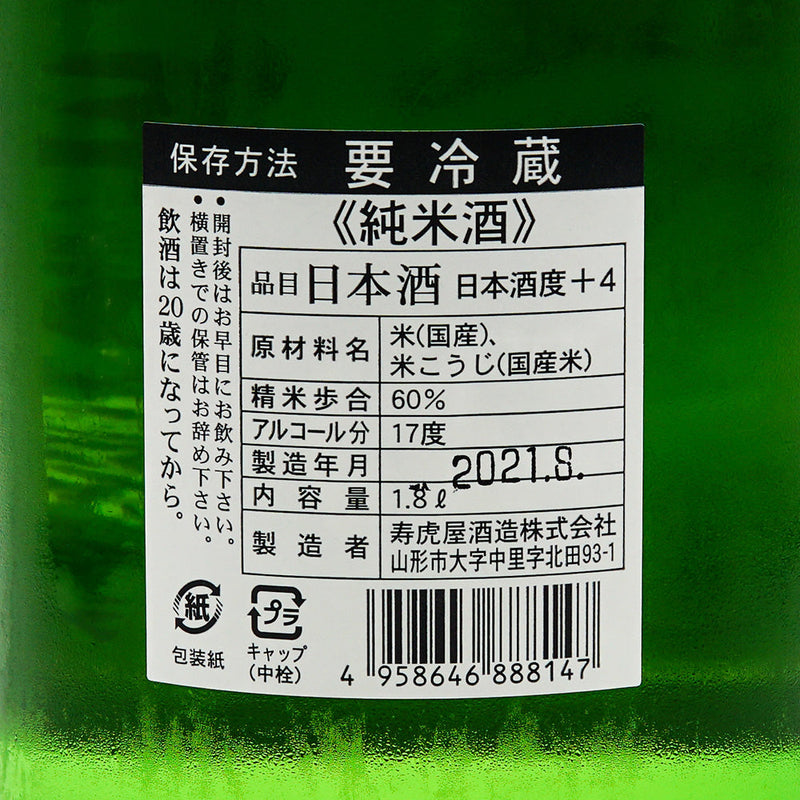 保存方法 要冷蔵
《純米酒》
・開封後はお早目にお飲み下さい。
・横置きでの保管はお辞め下さい。
飲酒は20歳になってから。
品目 日本酒 日本酒度+4
原材料名 米(国産)、
米こうじ(国産米)
精米歩合 60%
アルコール分 17度
製造年月 2021.8.
内容量 1.8ℓ
製造者 寿虎屋酒造株式会社
山形市大字中里字北田93-1
紙
包装紙
プラ
キャップ
(中栓)
4 958646 888147